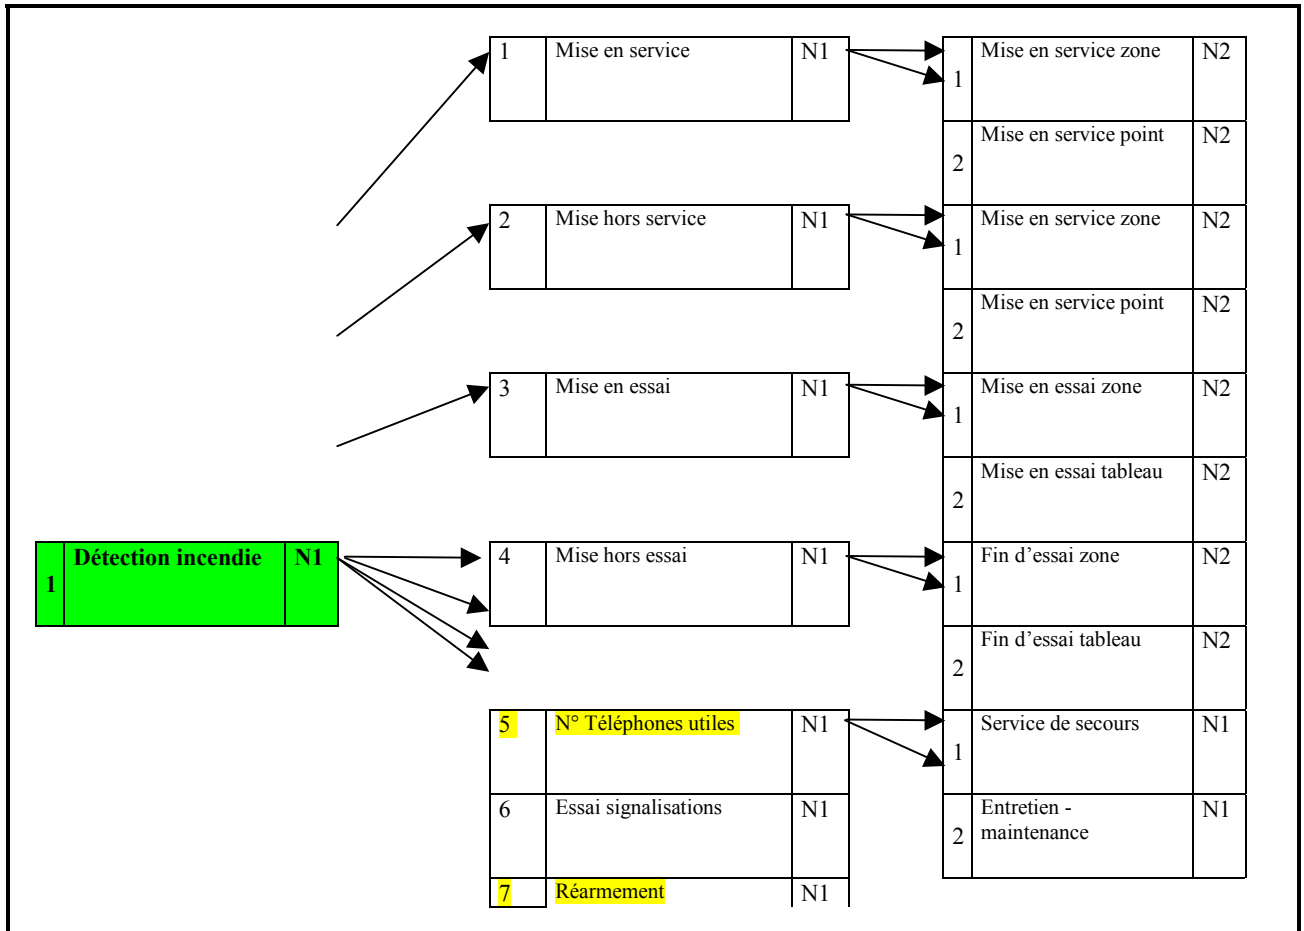 1 Mise en service N1
1 Mise en service zone N2
2 Mise en service point N2
2 Mise hors service N1
1 Mise en service zone N2
2 Mise en service point N2
3 Mise en essai N1
1 Mise en essai zone N2
2 Mise en essai tableau N2
1 Détection incendie N1
4 Mise hors essai N1
1 Fin d’essai zone N2
2 Fin d’essai tableau N2
5 N° Téléphones utiles N1
1 Service de secours N1
6 Essai signalisations N1
2 Entretien - N1
maintenance
7 Réarmement N1